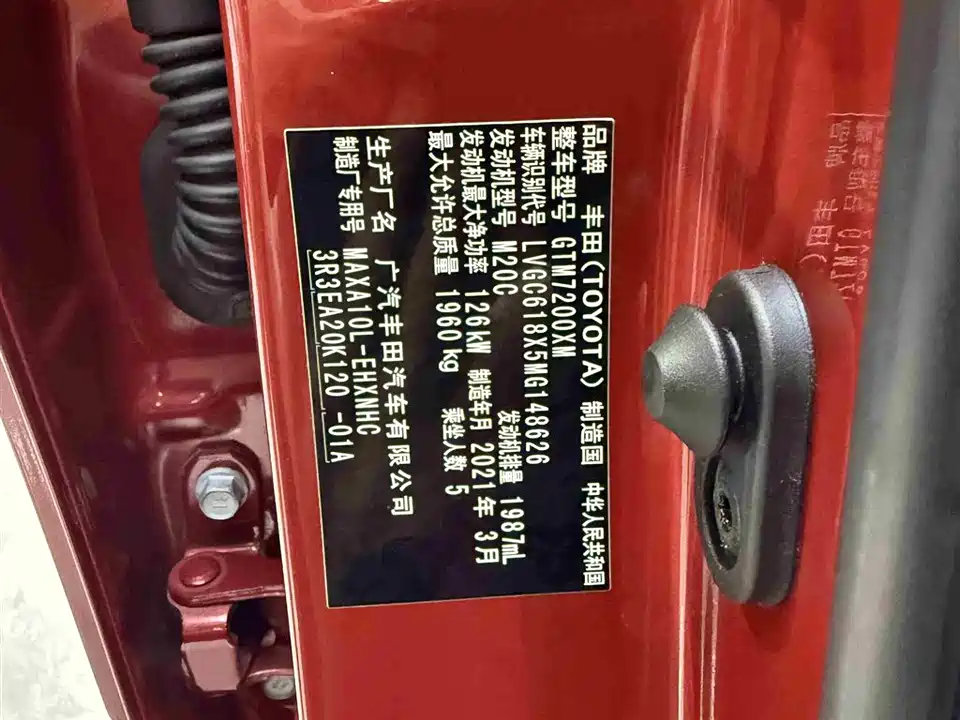 品牌 丰田(TOYOTA) 制造国 中华人民共和国
整车型号 GTM7200XM
车辆识别代号 LVGC618X5MG148626
发动机型号 M20C 发动机排量 1987mL
发动机最大净功率 126kW 制造年月 2021年3月
最大允许总质量 1960kg 乘坐人数 5
生产厂名 广汽丰田汽车有限公司
制造厂专用号 MAXA10L-EHXNHC
3R3EA20K120 -01A